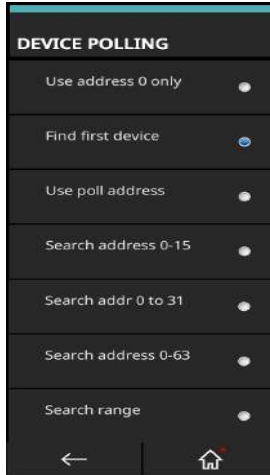 DEVICE POLLING
Use address 0 only
Find first device
Use poll address
Search address 0-15
Search addr 0 to 31
Search address 0-63
Search range